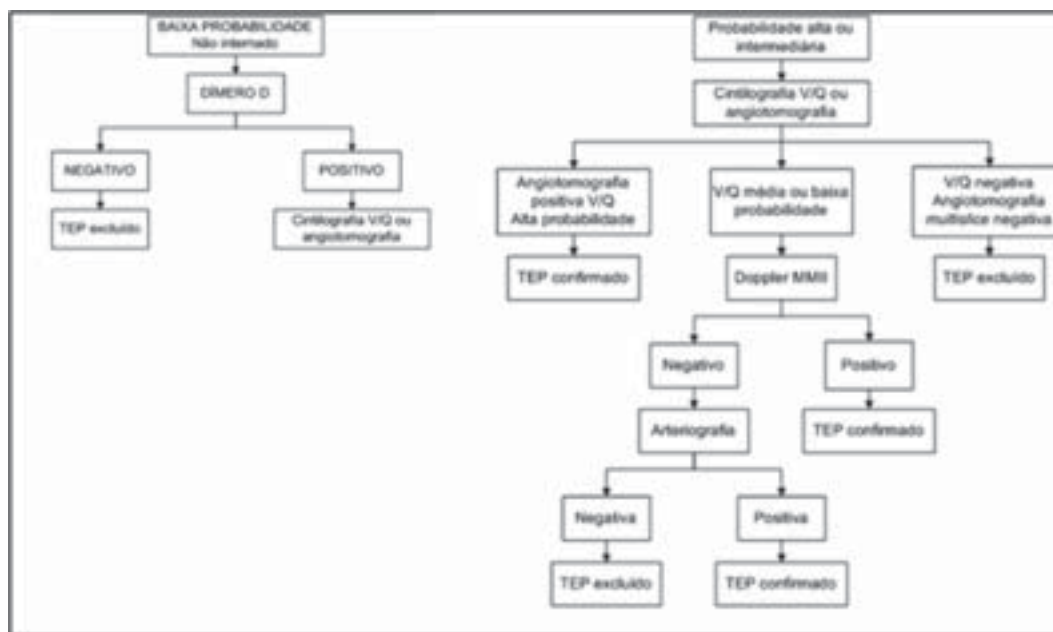 BAIXA PROBABILIDADE
Não internado
DÍMERO D
NEGATIVO
POSITIVO
TEP excluído
Cintilografia V/Q ou
angiotomografia
Probabilidade alta ou
intermediária
Cintilografia V/Q ou
angiotomografia
Angiotomografia
positiva V/Q
Alta probabilidade
V/Q média ou baixa
probabilidade
V/Q negativa
Angiotomografia
multislice negativa
TEP confirmado
Doppler MMII
TEP excluído
Negativo
Positivo
Arteriografia
TEP confirmado
Negativa
Positiva
TEP excluído
TEP confirmado